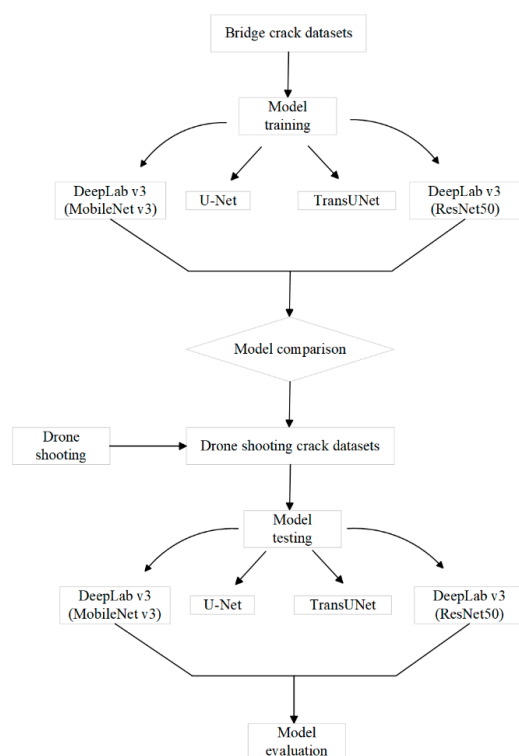 Bridge crack datasets
Model
training
DeepLab v3
(MobileNet v3)
U-Net
TransUNet
DeepLab v3
(ResNet50)
Model comparison
Drone
shooting
Drone shooting crack datasets
Model
testing
DeepLab v3
(MobileNet v3)
U-Net
TransUNet
DeepLab v3
(ResNet50)
Model
evaluation